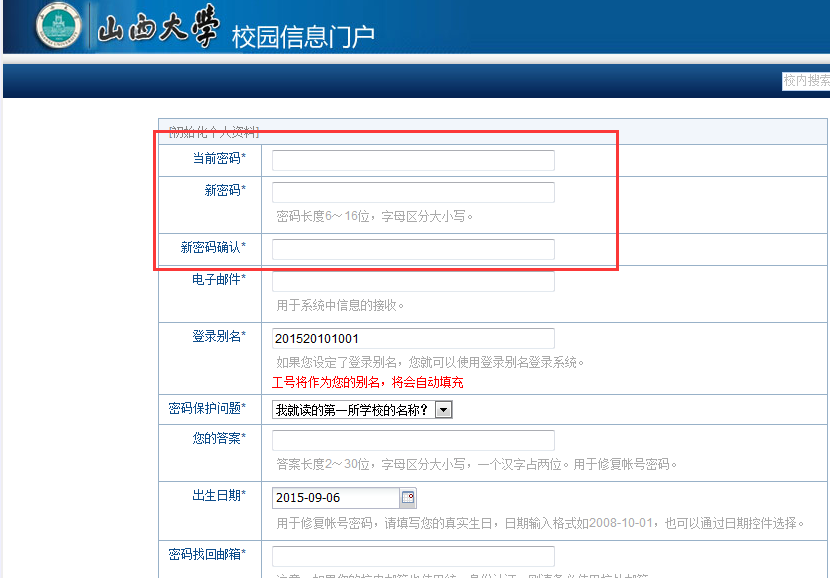 山西大学 校园信息门户
校内搜索
[初始化个人资料]
当前密码*
新密码*
密码长度6～16位，字母区分大小写。
新密码确认*
电子邮件*
用于系统中信息的接收。
登录别名* 201520101001
如果您设定了登录别名，您就可以使用登录别名登录系统。
工号将作为您的别名，将会自动填充
密码保护问题* 我就读的第一所学校的名称？
您的答案*
答案长度2～30位，字母区分大小写，一个汉字占两位。用于修复帐号密码。
出生日期* 2015-09-06
用于修复帐号密码，请填写您的真实生日，日期输入格式如2008-10-01，也可以通过日期控件选择。
密码找回邮箱*